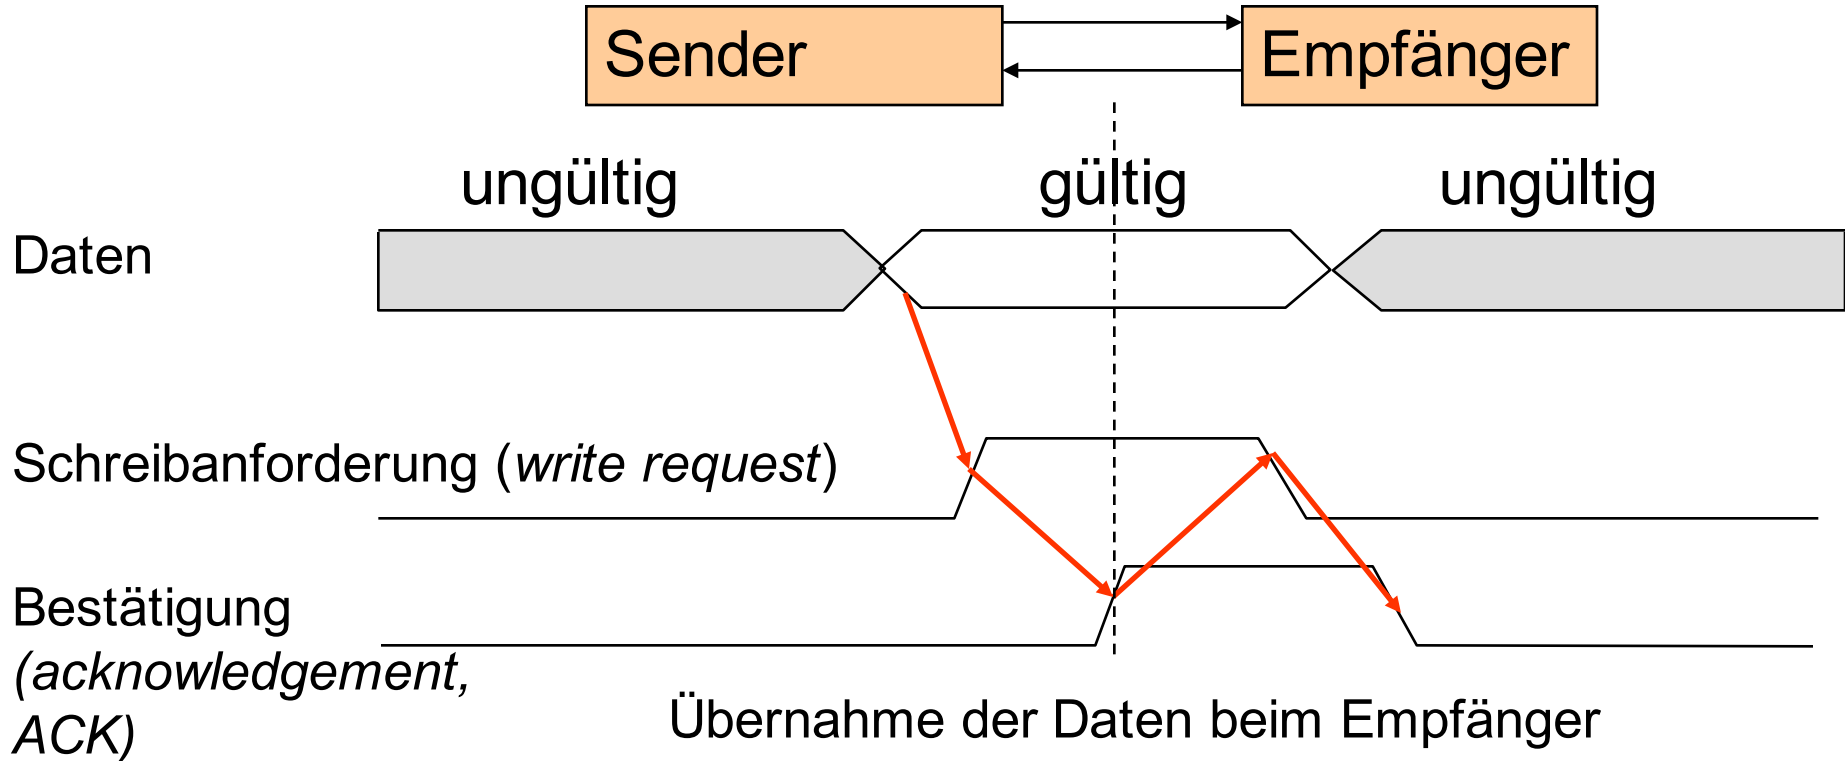 Sender
Empfänger
ungültig
gültig
ungültig
Daten
Schreibanforderung (write request)
Bestätigung
(acknowledgement,
ACK)
Übernahme der Daten beim Empfänger